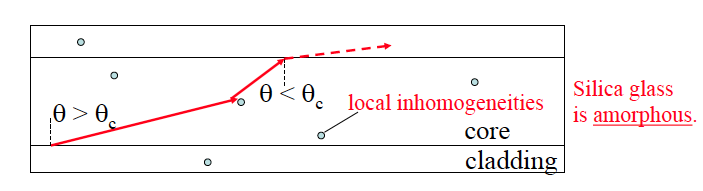 θ > θc
θ < θc
local inhomogeneities
core
cladding
Silica glass
is amorphous.